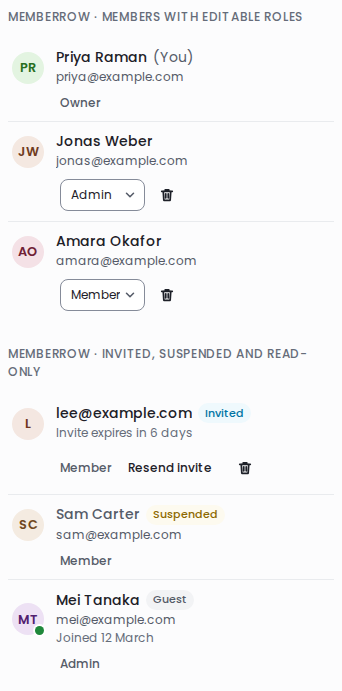 MEMBERROW · MEMBERS WITH EDITABLE ROLES
PR
Priya Raman (You)
priya@example.com
Owner
JW
Jonas Weber
jonas@example.com
Admin
AO
Amara Okafor
amara@example.com
Member
MEMBERROW · INVITED, SUSPENDED AND READ-
ONLY
L
lee@example.com Invited
Invite expires in 6 days
Member Resend invite
SC
Sam Carter Suspended
sam@example.com
Member
MT
Mei Tanaka Guest
mei@example.com
Joined 12 March
Admin